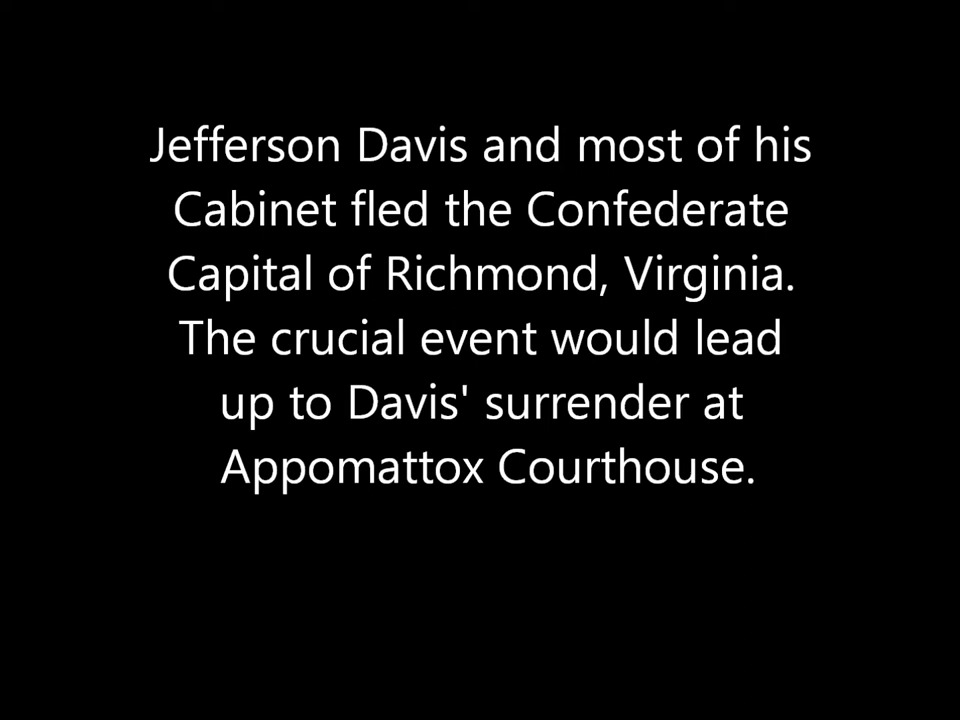 Jefferson Davis and most of his
Cabinet fled the Confederate
Capital of Richmond, Virginia.
The crucial event would lead
up to Davis' surrender at
Appomattox Courthouse.